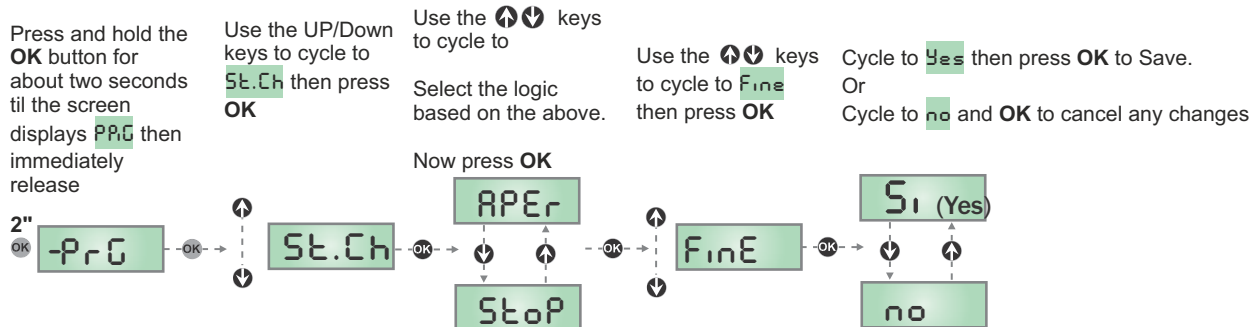 Press and hold the
OK button for
about two seconds
til the screen
displays PRG then
immediately
release
Use the UP/Down
keys to cycle to
St.Ch then press
OK
Use the keys
to cycle to
Select the logic
based on the above.
Now press OK
Use the keys
to cycle to Fine
then press OK
Cycle to Yes then press OK to Save.
Or
Cycle to no and OK to cancel any changes
2"
OK
-PrG
OK
St.Ch
OK
APEr
StoP
OK
FinE
OK
Si (Yes)
no